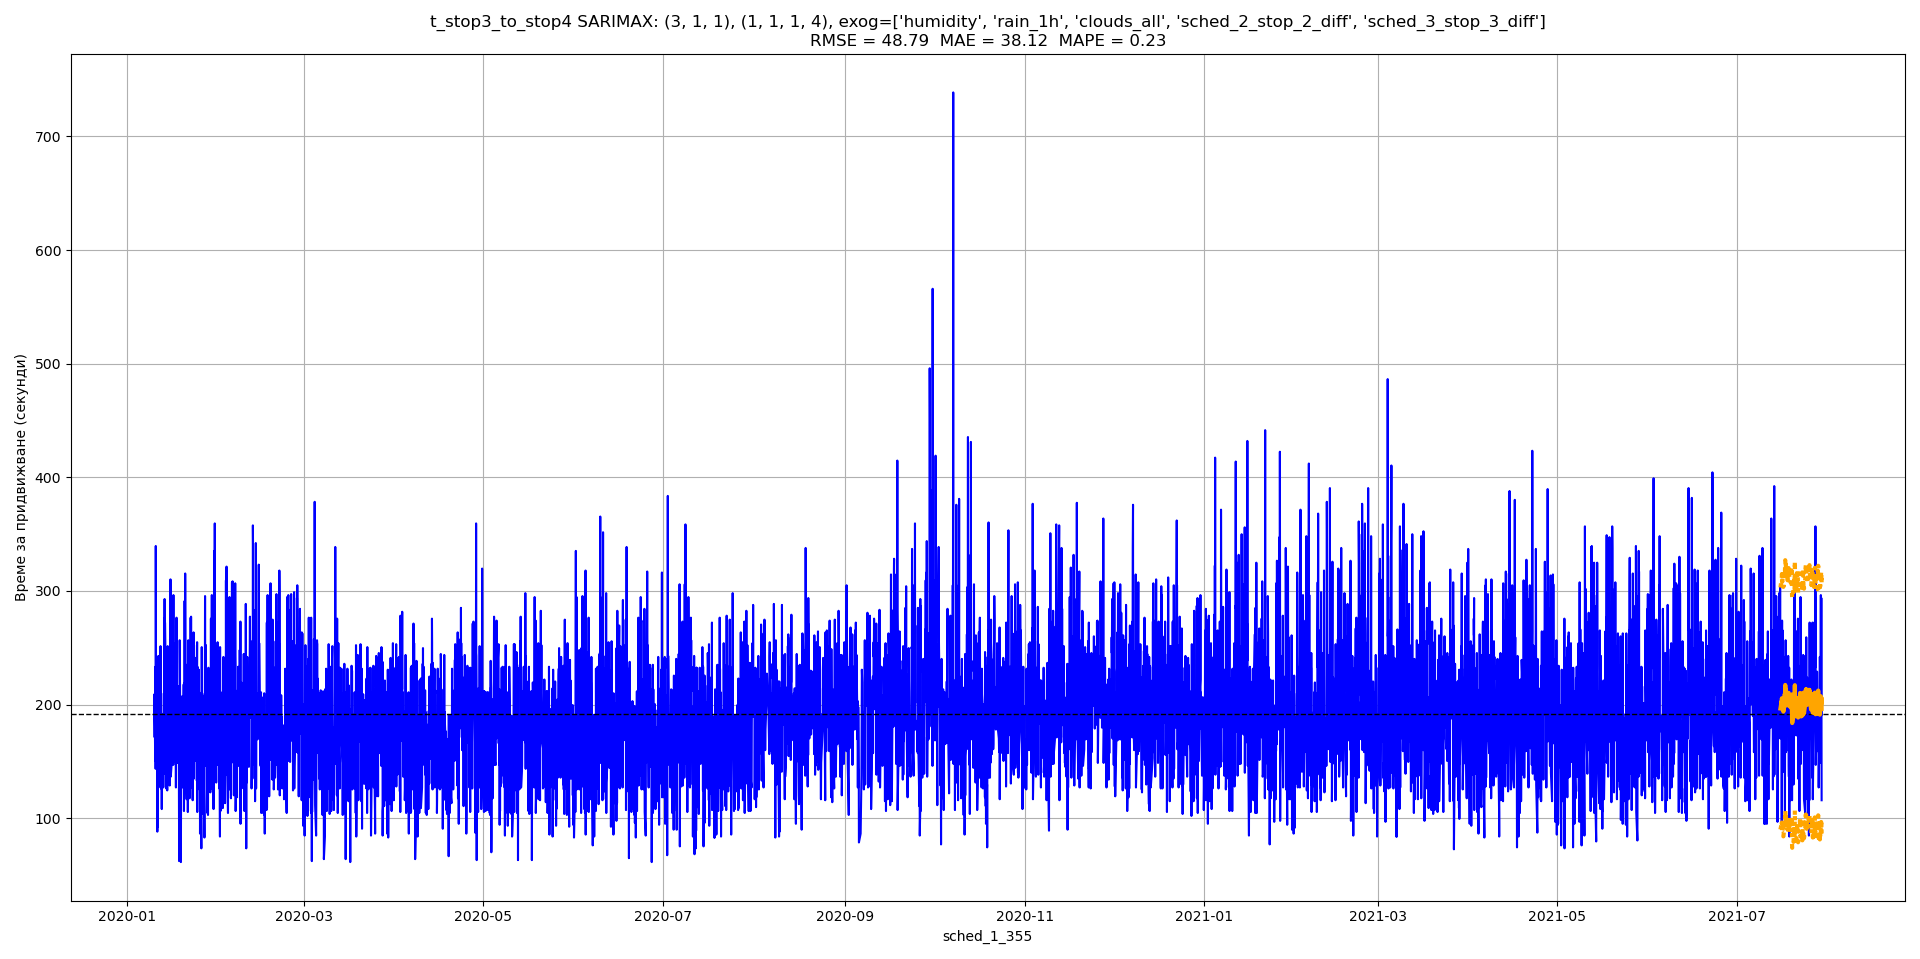 t_stop3_to_stop4 SARIMAX: (3, 1, 1), (1, 1, 1, 4), exog=['humidity', 'rain_1h', 'clouds_all', 'sched_2_stop_2_diff', 'sched_3_stop_3_diff']
RMSE = 48.79  MAE = 38.12  MAPE = 0.23
Време за придвижване (секунди)
700
600
500
400
300
200
100
2020-01 2020-03 2020-05 2020-07 2020-09 2020-11 2021-01 2021-03 2021-05 2021-07
sched_1_355